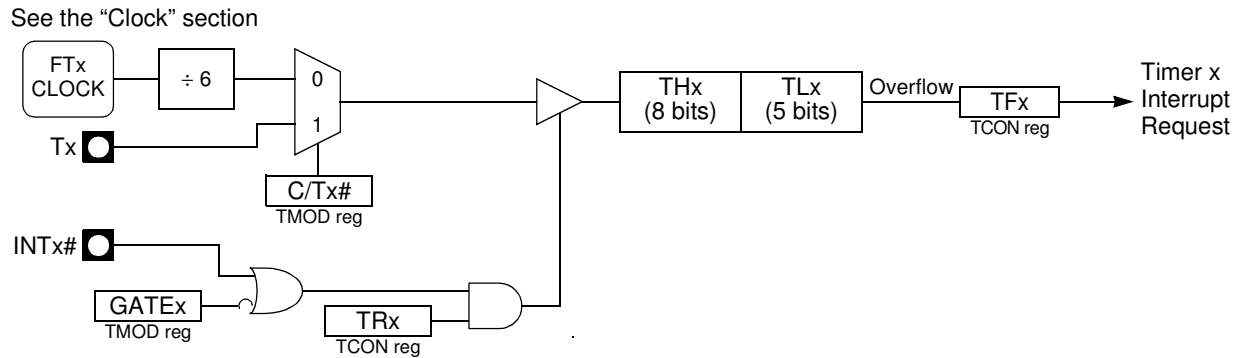 See the “Clock” section
FTx
CLOCK
÷ 6
0
1
Tx
C/Tx#
TMOD reg
THx
(8 bits)
TLx
(5 bits)
Overflow
TFx
TCON reg
Timer x
Interrupt
Request
INTx#
GATEx
TMOD reg
TRx
TCON reg